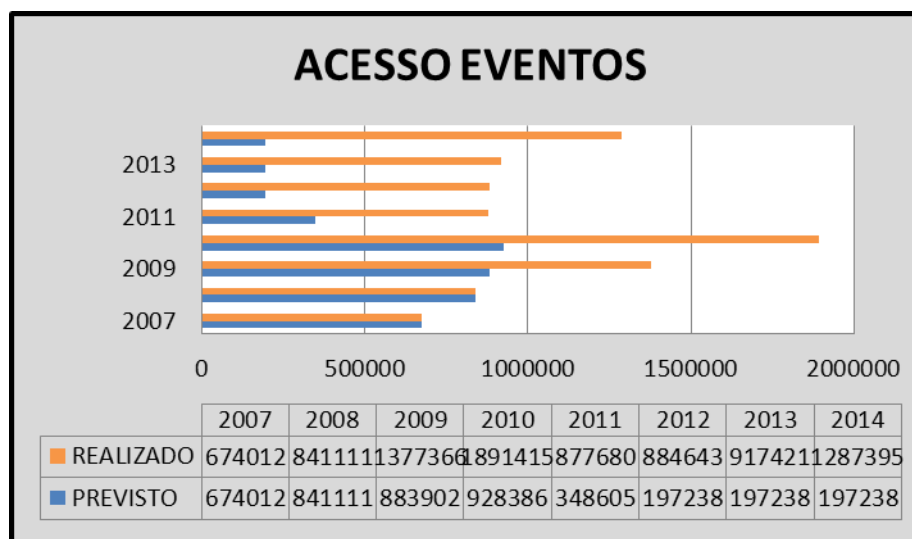 ACESSO EVENTOS
2013
2011
2009
2007
0 500000 1000000 1500000 2000000
2007 2008 2009 2010 2011 2012 2013 2014
REALIZADO 674012 841111 1377366 1891415 877680 884643 917421 1287395
PREVISTO 674012 841111 883902 928386 348605 197238 197238 197238